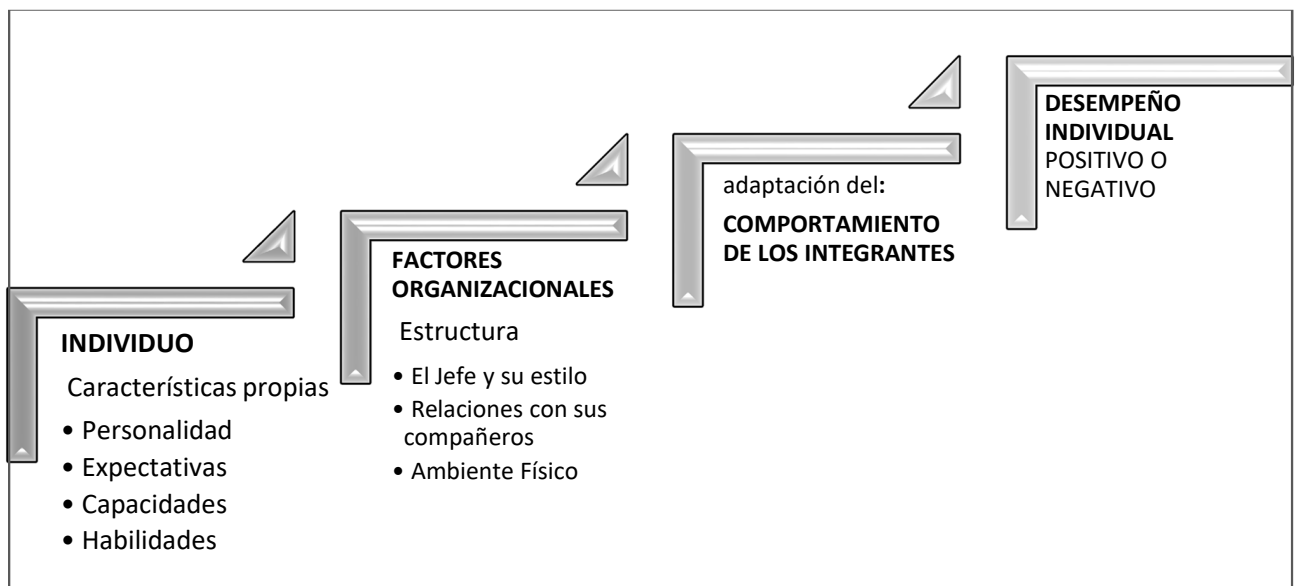 INDIVIDUO
Características propias
• Personalidad
• Expectativas
• Capacidades
• Habilidades
FACTORES
ORGANIZACIONALES
Estructura
• El Jefe y su estilo
• Relaciones con sus
compañeros
• Ambiente Físico
adaptación del:
COMPORTAMIENTO
DE LOS INTEGRANTES
DESEMPEÑO
INDIVIDUAL
POSITIVO O
NEGATIVO